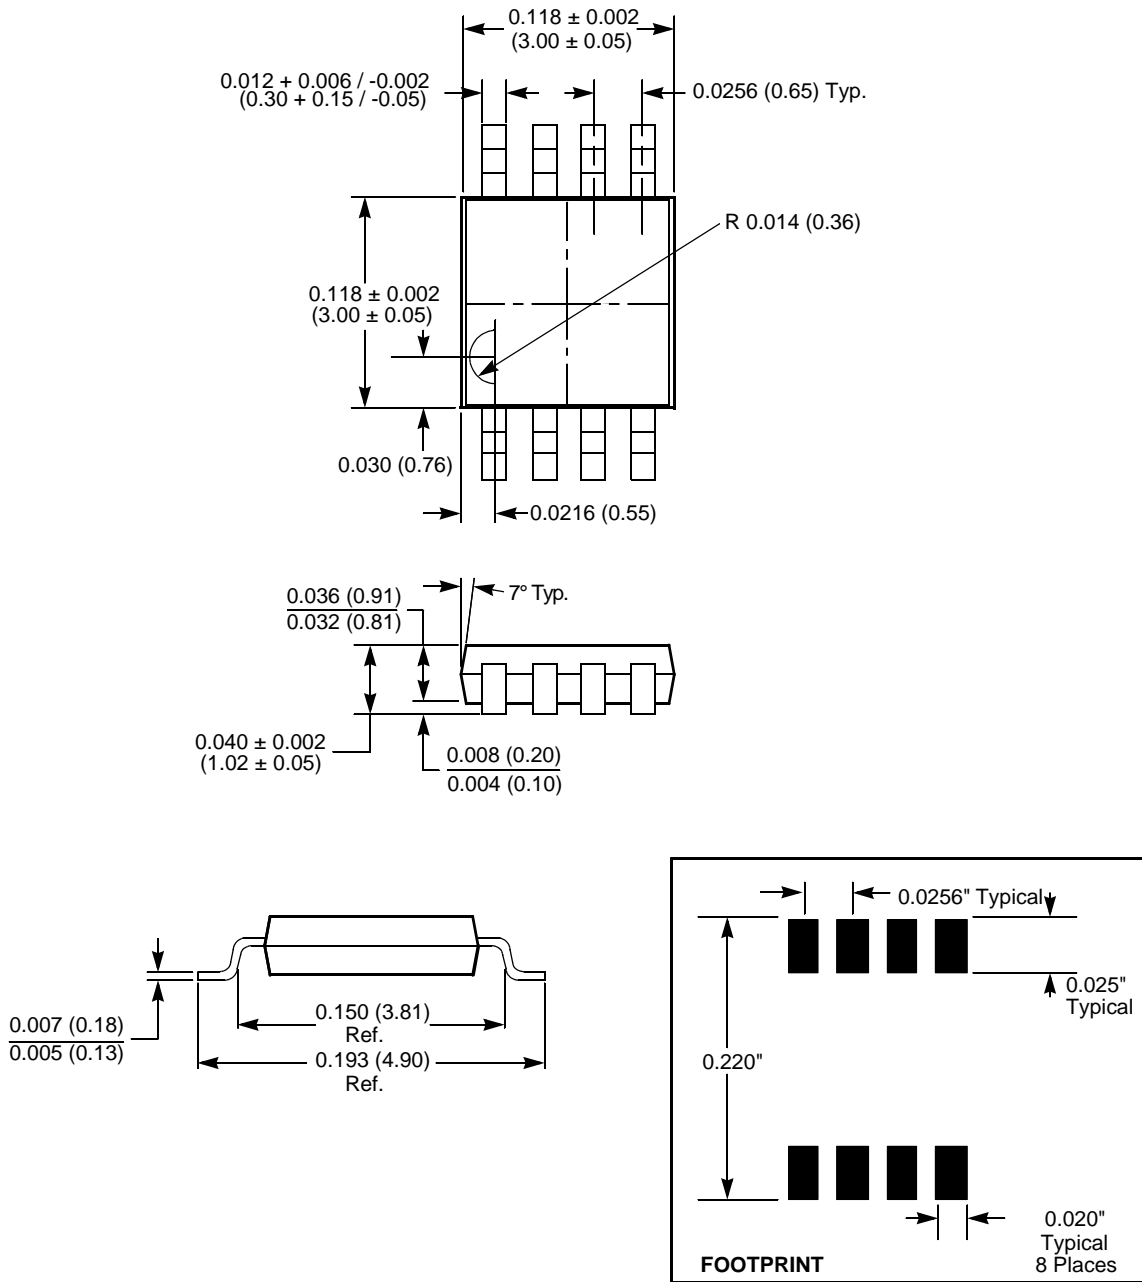 0.118 ± 0.002
(3.00 ± 0.05)
0.012 + 0.006 / -0.002
(0.30 + 0.15 / -0.05)
0.0256 (0.65) Typ.
R 0.014 (0.36)
0.118 ± 0.002
(3.00 ± 0.05)
0.030 (0.76)
0.0216 (0.55)
7° Typ.
0.036 (0.91)
0.032 (0.81)
0.040 ± 0.002
(1.02 ± 0.05)
0.008 (0.20)
0.004 (0.10)
0.007 (0.18)
0.005 (0.13)
0.150 (3.81)
Ref.
0.193 (4.90)
Ref.
0.0256" Typical
0.025"
Typical
0.220"
0.020"
Typical
8 Places
FOOTPRINT